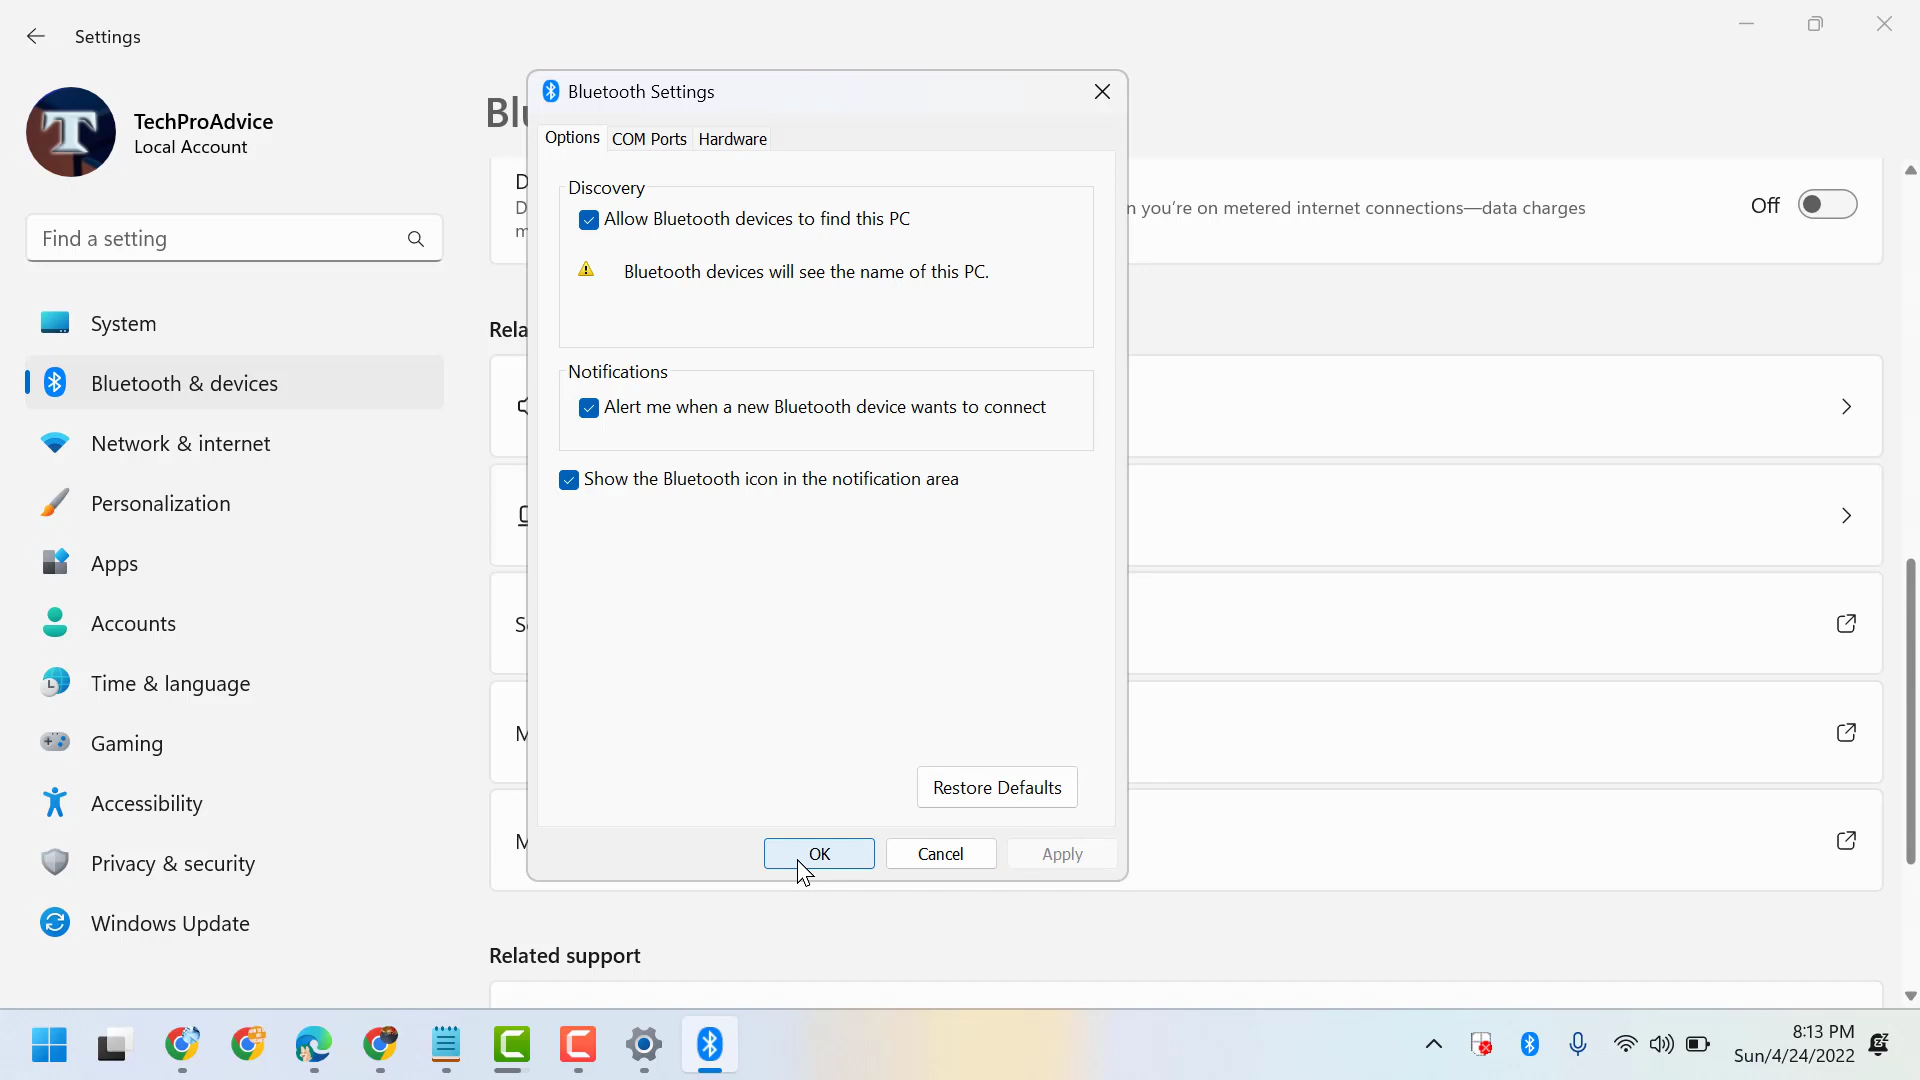 Settings
TechProAdvice
Local Account
Find a setting
System
Bluetooth & devices
Network & internet
Personalization
Apps
Accounts
Time & language
Gaming
Accessibility
Privacy & security
Windows Update
Bluetooth Settings
Options COM Ports Hardware
Discovery
Allow Bluetooth devices to find this PC
Bluetooth devices will see the name of this PC.
Notifications
Alert me when a new Bluetooth device wants to connect
Show the Bluetooth icon in the notification area
Restore Defaults
OK Cancel Apply
you're on metered internet connections—data charges
Off
Rela
Related support
8:13 PM
Sun/4/24/2022